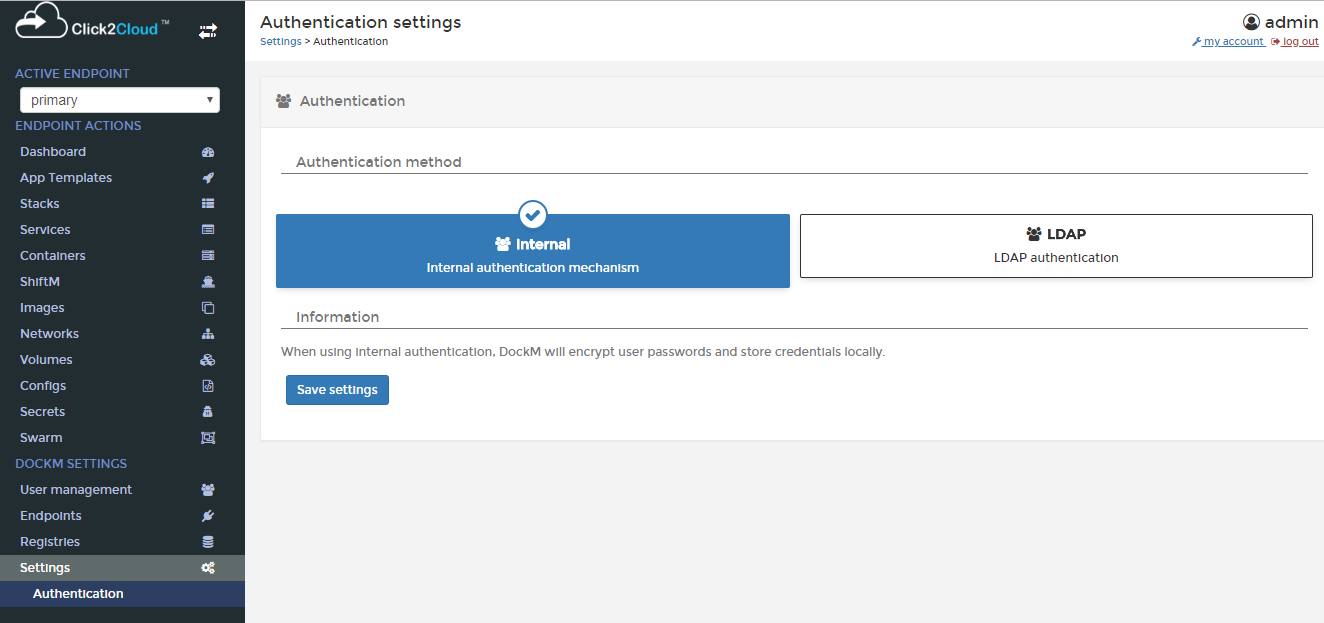 Click2Cloud™
ACTIVE ENDPOINT
primary
ENDPOINT ACTIONS
Dashboard
App Templates
Stacks
Services
Containers
ShiftM
Images
Networks
Volumes
Configs
Secrets
Swarm
DOCKM SETTINGS
User management
Endpoints
Registries
Settings
Authentication
Authentication settings
Settings > Authentication
admin
my account log out
Authentication
Authentication method
Internal
Internal authentication mechanism
LDAP
LDAP authentication
Information
When using internal authentication, DockM will encrypt user passwords and store credentials locally.
Save settings